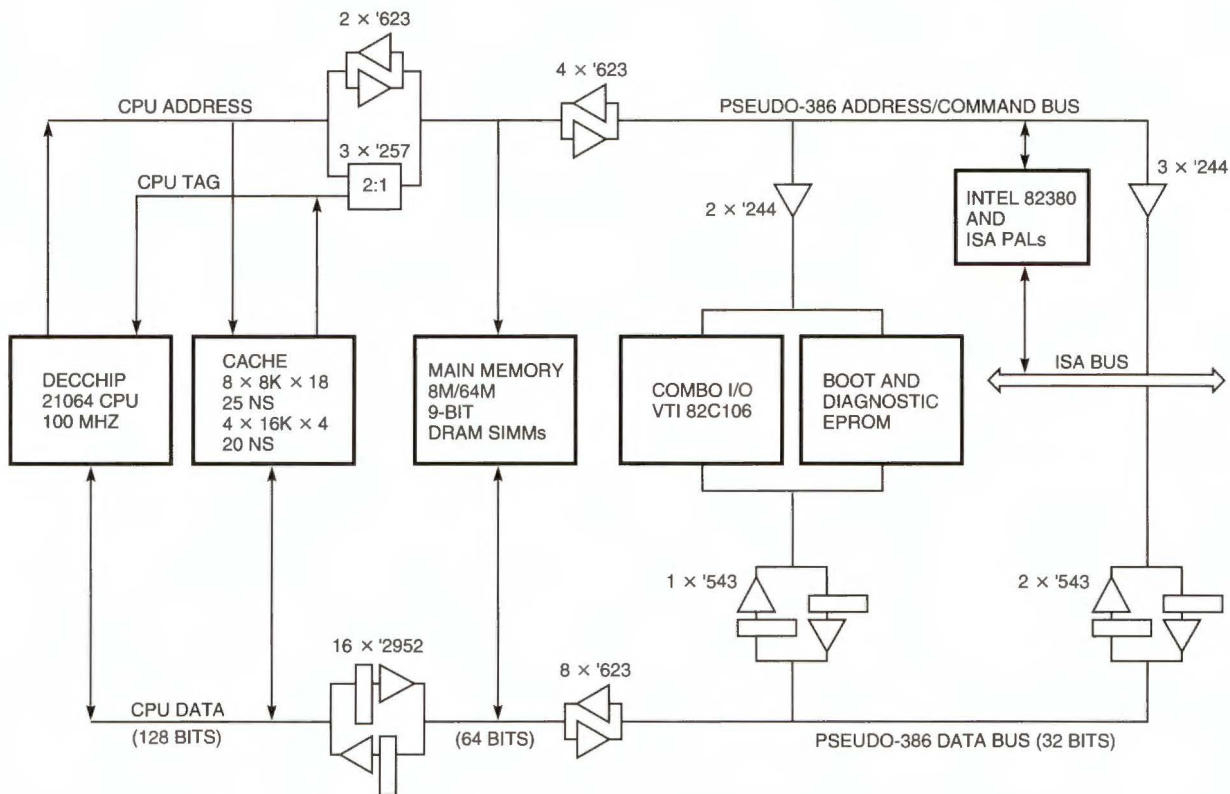 2 × '623
4 × '623
CPU ADDRESS
PSEUDO-386 ADDRESS/COMMAND BUS
3 × '257
2:1
CPU TAG
2 × '244
INTEL 82380
AND
ISA PALs
3 × '244
DECCHIP
21064 CPU
100 MHZ
CACHE
8 × 8K × 18
25 NS
4 × 16K × 4
20 NS
MAIN MEMORY
8M/64M
9-BIT
DRAM SIMMs
COMBO I/O
VTI 82C106
BOOT AND
DIAGNOSTIC
EPROM
ISA BUS
1 × '543
2 × '543
16 × '2952
8 × '623
CPU DATA
(128 BITS)
(64 BITS)
PSEUDO-386 DATA BUS (32 BITS)